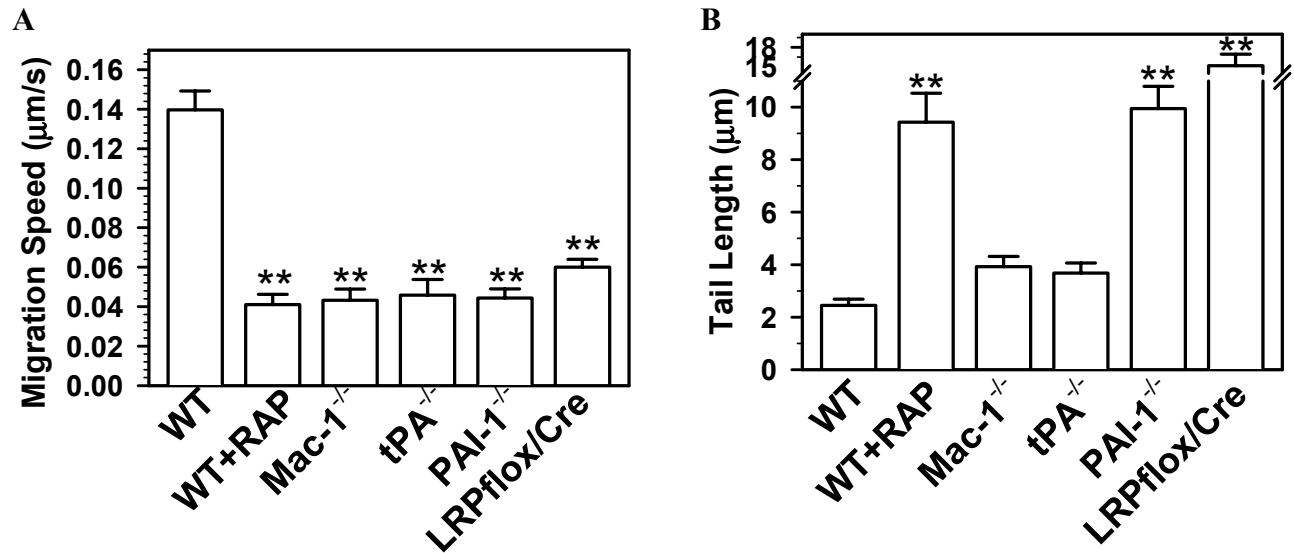 A
Migration Speed (μm/s)
0.16
0.14
0.12
0.10
0.08
0.06
0.04
0.02
0.00
**
**
**
**
**
WT
WT+RAP
Mac-1-/-
tPA-/-
PAI-1-/-
LRPflox/Cre
B
Tail Length (μm)
18
15
10
8
6
4
2
0
**
**
**
WT
WT+RAP
Mac-1-/-
tPA-/-
PAI-1-/-
LRPflox/Cre